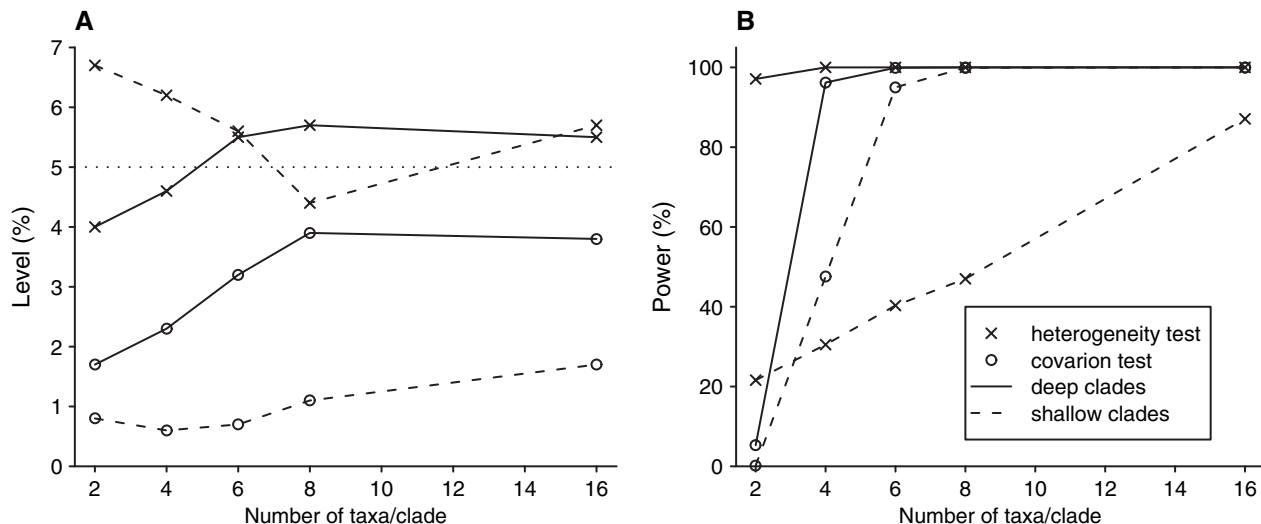 A
Level (%)
7
6
5
4
3
2
1
0
2 4 6 8 10 12 14 16
Number of taxa/clade
B
Power (%)
100
80
60
40
20
0
2 4 6 8 10 12 14 16
Number of taxa/clade
heterogeneity test
covarion test
deep clades
shallow clades